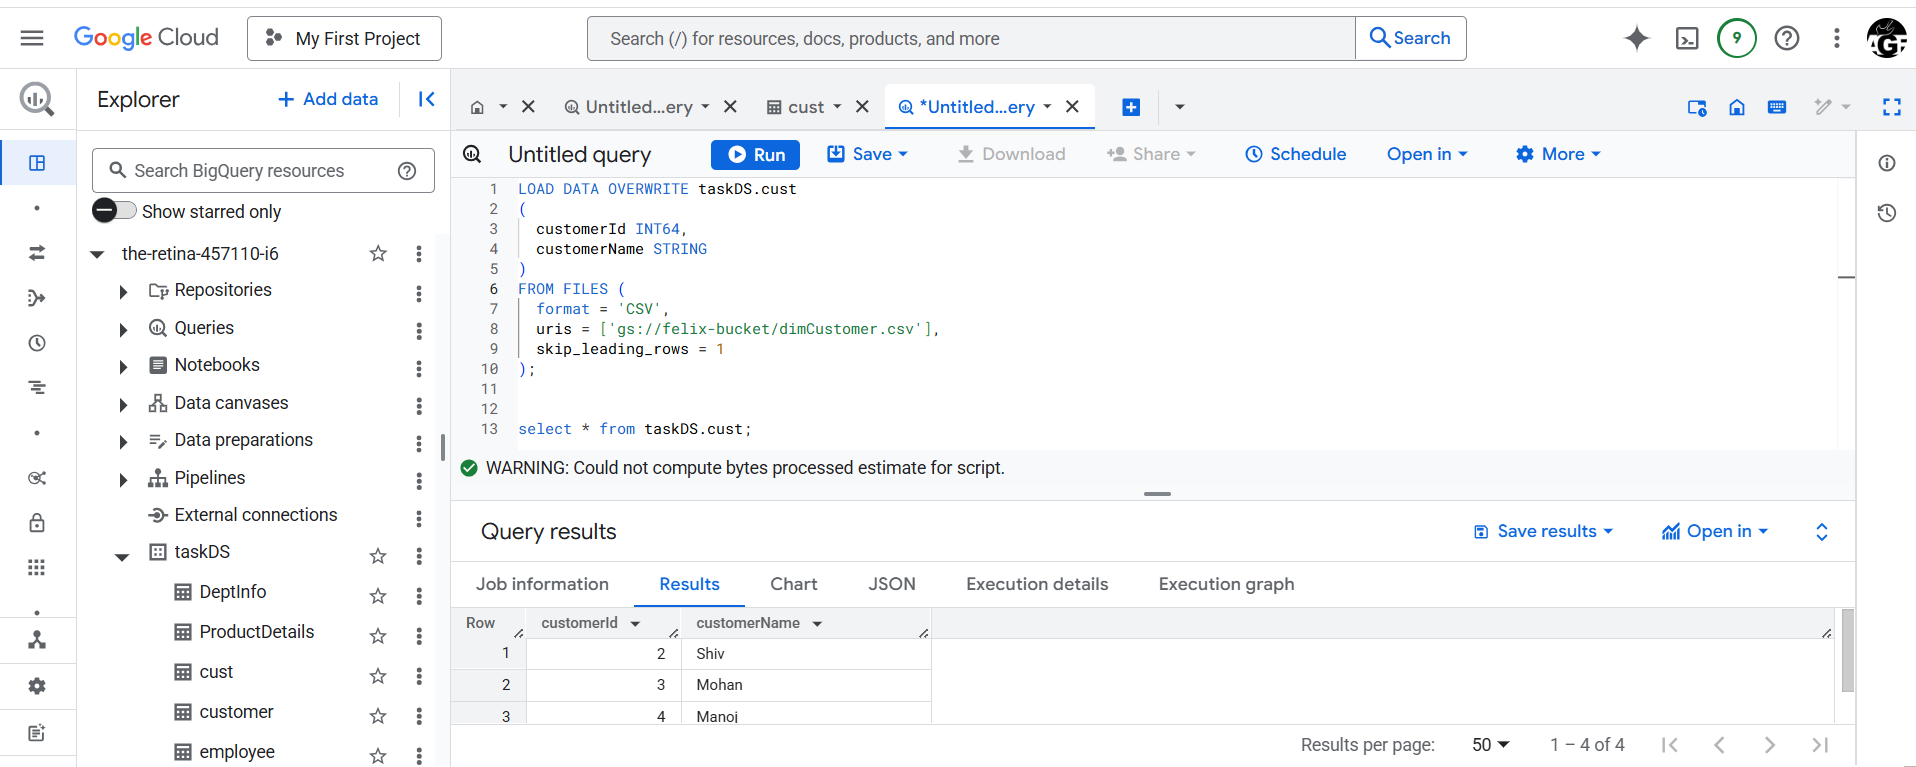 Google Cloud
My First Project
Search (/) for resources, docs, products, and more
Search
9
AGF
Explorer
+ Add data
Untitled...ery
cust
*Untitled...ery
Search BigQuery resources
Show starred only
the-retina-457110-i6
Repositories
Queries
Notebooks
Data canvases
Data preparations
Pipelines
External connections
taskDS
DeptInfo
ProductDetails
cust
customer
employee
Untitled query
Run
Save
Download
Share
Schedule
Open in
More
1 LOAD DATA OVERWRITE taskDS.cust
2 (
3 customerId INT64,
4 customerName STRING
5 )
6 FROM FILES (
7 format = 'CSV',
8 uris = ['gs://felix-bucket/dimCustomer.csv'],
9 skip_leading_rows = 1
10 );
11
12
13 select * from taskDS.cust;
WARNING: Could not compute bytes processed estimate for script.
Query results
Save results
Open in
Job information Results Chart JSON Execution details Execution graph
Row customerId customerName
1 2 Shiv
2 3 Mohan
3 4 Manoj
Results per page: 50 1 – 4 of 4